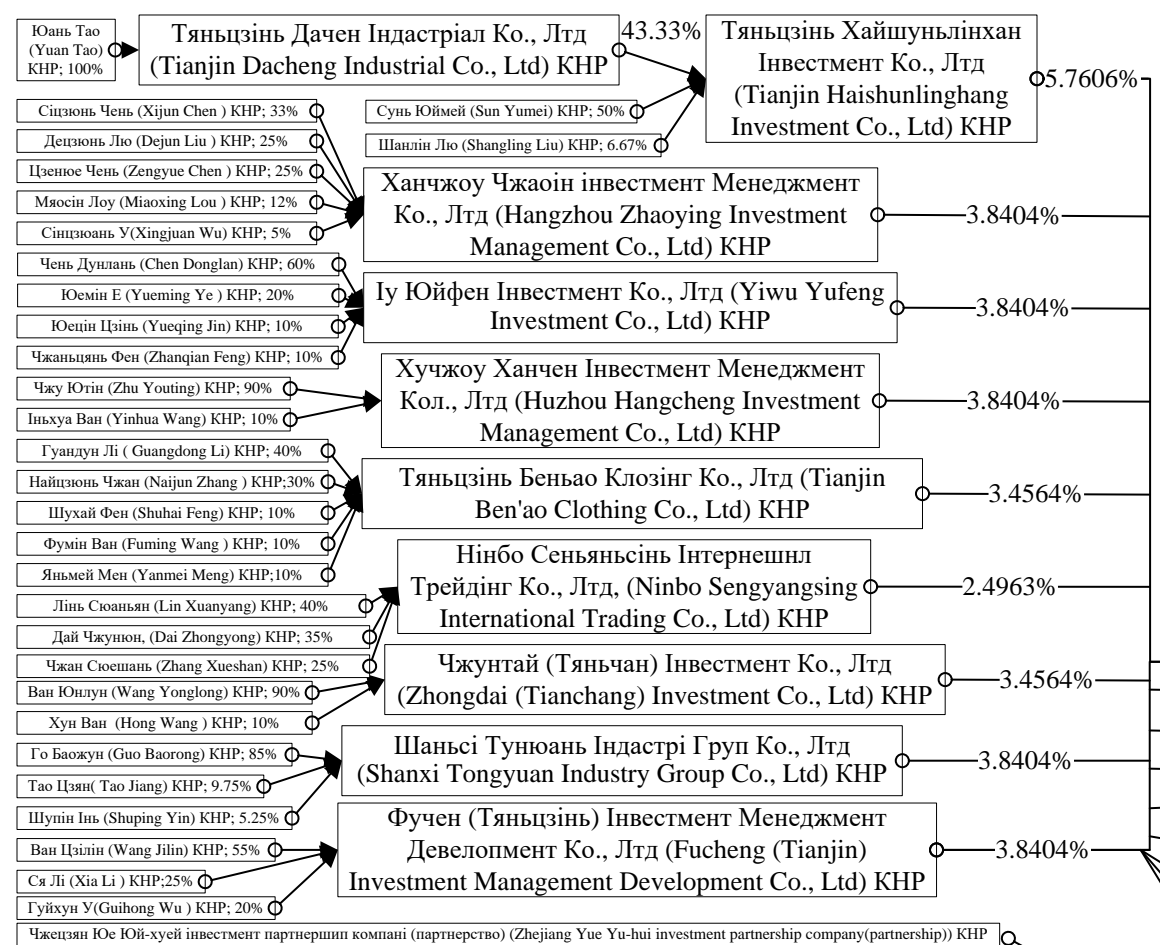 Юань Тао
(Yuan Tao)
КНР; 100%
Тяньцзінь Дачен Індастріал Ко., Лтд
(Tianjin Dacheng Industrial Co., Ltd) КНР
43.33%
Тяньцзінь Хайшуньлінхан
Інвестмент Ко., Лтд
(Tianjin Haishunlinghang
Investment Co., Ltd) КНР
5.7606%
Сунь Юймей (Sun Yumei) КНР; 50%
Шанлін Лю (Shangling Liu) КНР; 6.67%
Сіцзюнь Чень (Xijun Chen ) КНР; 33%
Децзюнь Лю (Dejun Liu ) КНР; 25%
Цзенюе Чень (Zengyue Chen ) КНР; 25%
Мяосін Лоу (Miaoxing Lou ) КНР; 12%
Сінцзюань У(Xingjuan Wu) КНР; 5%
Ханчжоу Чжаоін інвестмент Менеджмент
Ко., Лтд (Hangzhou Zhaoying Investment
Management Co., Ltd) КНР
3.8404%
Чень Дунлань (Chen Donglan) КНР; 60%
Юемін Е (Yueming Ye ) КНР; 20%
Юецін Цзінь (Yueqing Jin) КНР; 10%
Чжаньцянь Фен (Zhanqian Feng) КНР; 10%
Іу Юйфен Інвестмент Ко., Лтд (Yiwu Yufeng
Investment Co., Ltd) КНР
3.8404%
Чжу Ютін (Zhu Youting) КНР; 90%
Іньхуа Ван (Yinhua Wang) КНР; 10%
Хучжоу Ханчен Інвестмент Менеджмент
Кол., Лтд (Huzhou Hangcheng Investment
Management Co., Ltd) КНР
3.8404%
Гуандун Лі ( Guangdong Li) КНР; 40%
Найцзюнь Чжан (Naijun Zhang ) КНР;30%
Шухай Фен (Shuhai Feng) КНР; 10%
Фумін Ван (Fuming Wang ) КНР; 10%
Яньмей Мен (Yanmei Meng) КНР;10%
Тяньцзінь Беньао Клозінг Ко., Лтд (Tianjin
Ben'ao Clothing Co., Ltd) КНР
3.4564%
Лінь Сюаньян (Lin Xuanyang) КНР; 40%
Дай Чжунюн, (Dai Zhongyong) КНР; 35%
Чжан Сюешань (Zhang Xueshan) КНР; 25%
Нінбо Сеньяньсінь Інтернешнл
Трейдінг Ко., Лтд, (Ninbo Sengyangsing
International Trading Co., Ltd) КНР
2.4963%
Ван Юнлун (Wang Yonglong) КНР; 90%
Хун Ван (Hong Wang ) КНР; 10%
Чжунтай (Тяньчан) Інвестмент Ко., Лтд
(Zhongdai (Tianchang) Investment Co., Ltd) КНР
3.4564%
Го Баожун (Guo Baorong) КНР; 85%
Тао Цзян( Tao Jiang) КНР; 9.75%
Шупін Інь (Shuping Yin) КНР; 5.25%
Шаньсі Тунюань Індастрі Груп Ко., Лтд
(Shanxi Tongyuan Industry Group Co., Ltd) КНР
3.8404%
Ван Цзілін (Wang Jilin) КНР; 55%
Ся Лі (Xia Li ) КНР;25%
Гуйхун У(Guihong Wu ) КНР; 20%
Фучен (Тяньцзінь) Інвестмент Менеджмент
Девелопмент Ко., Лтд (Fucheng (Tianjin)
Investment Management Development Co., Ltd) КНР
3.8404%
Чжецзян Юе Юй-хуей інвестмент партнершип компані (партнерство) (Zhejiang Yue Yu-hui investment partnership company(partnership)) КНР